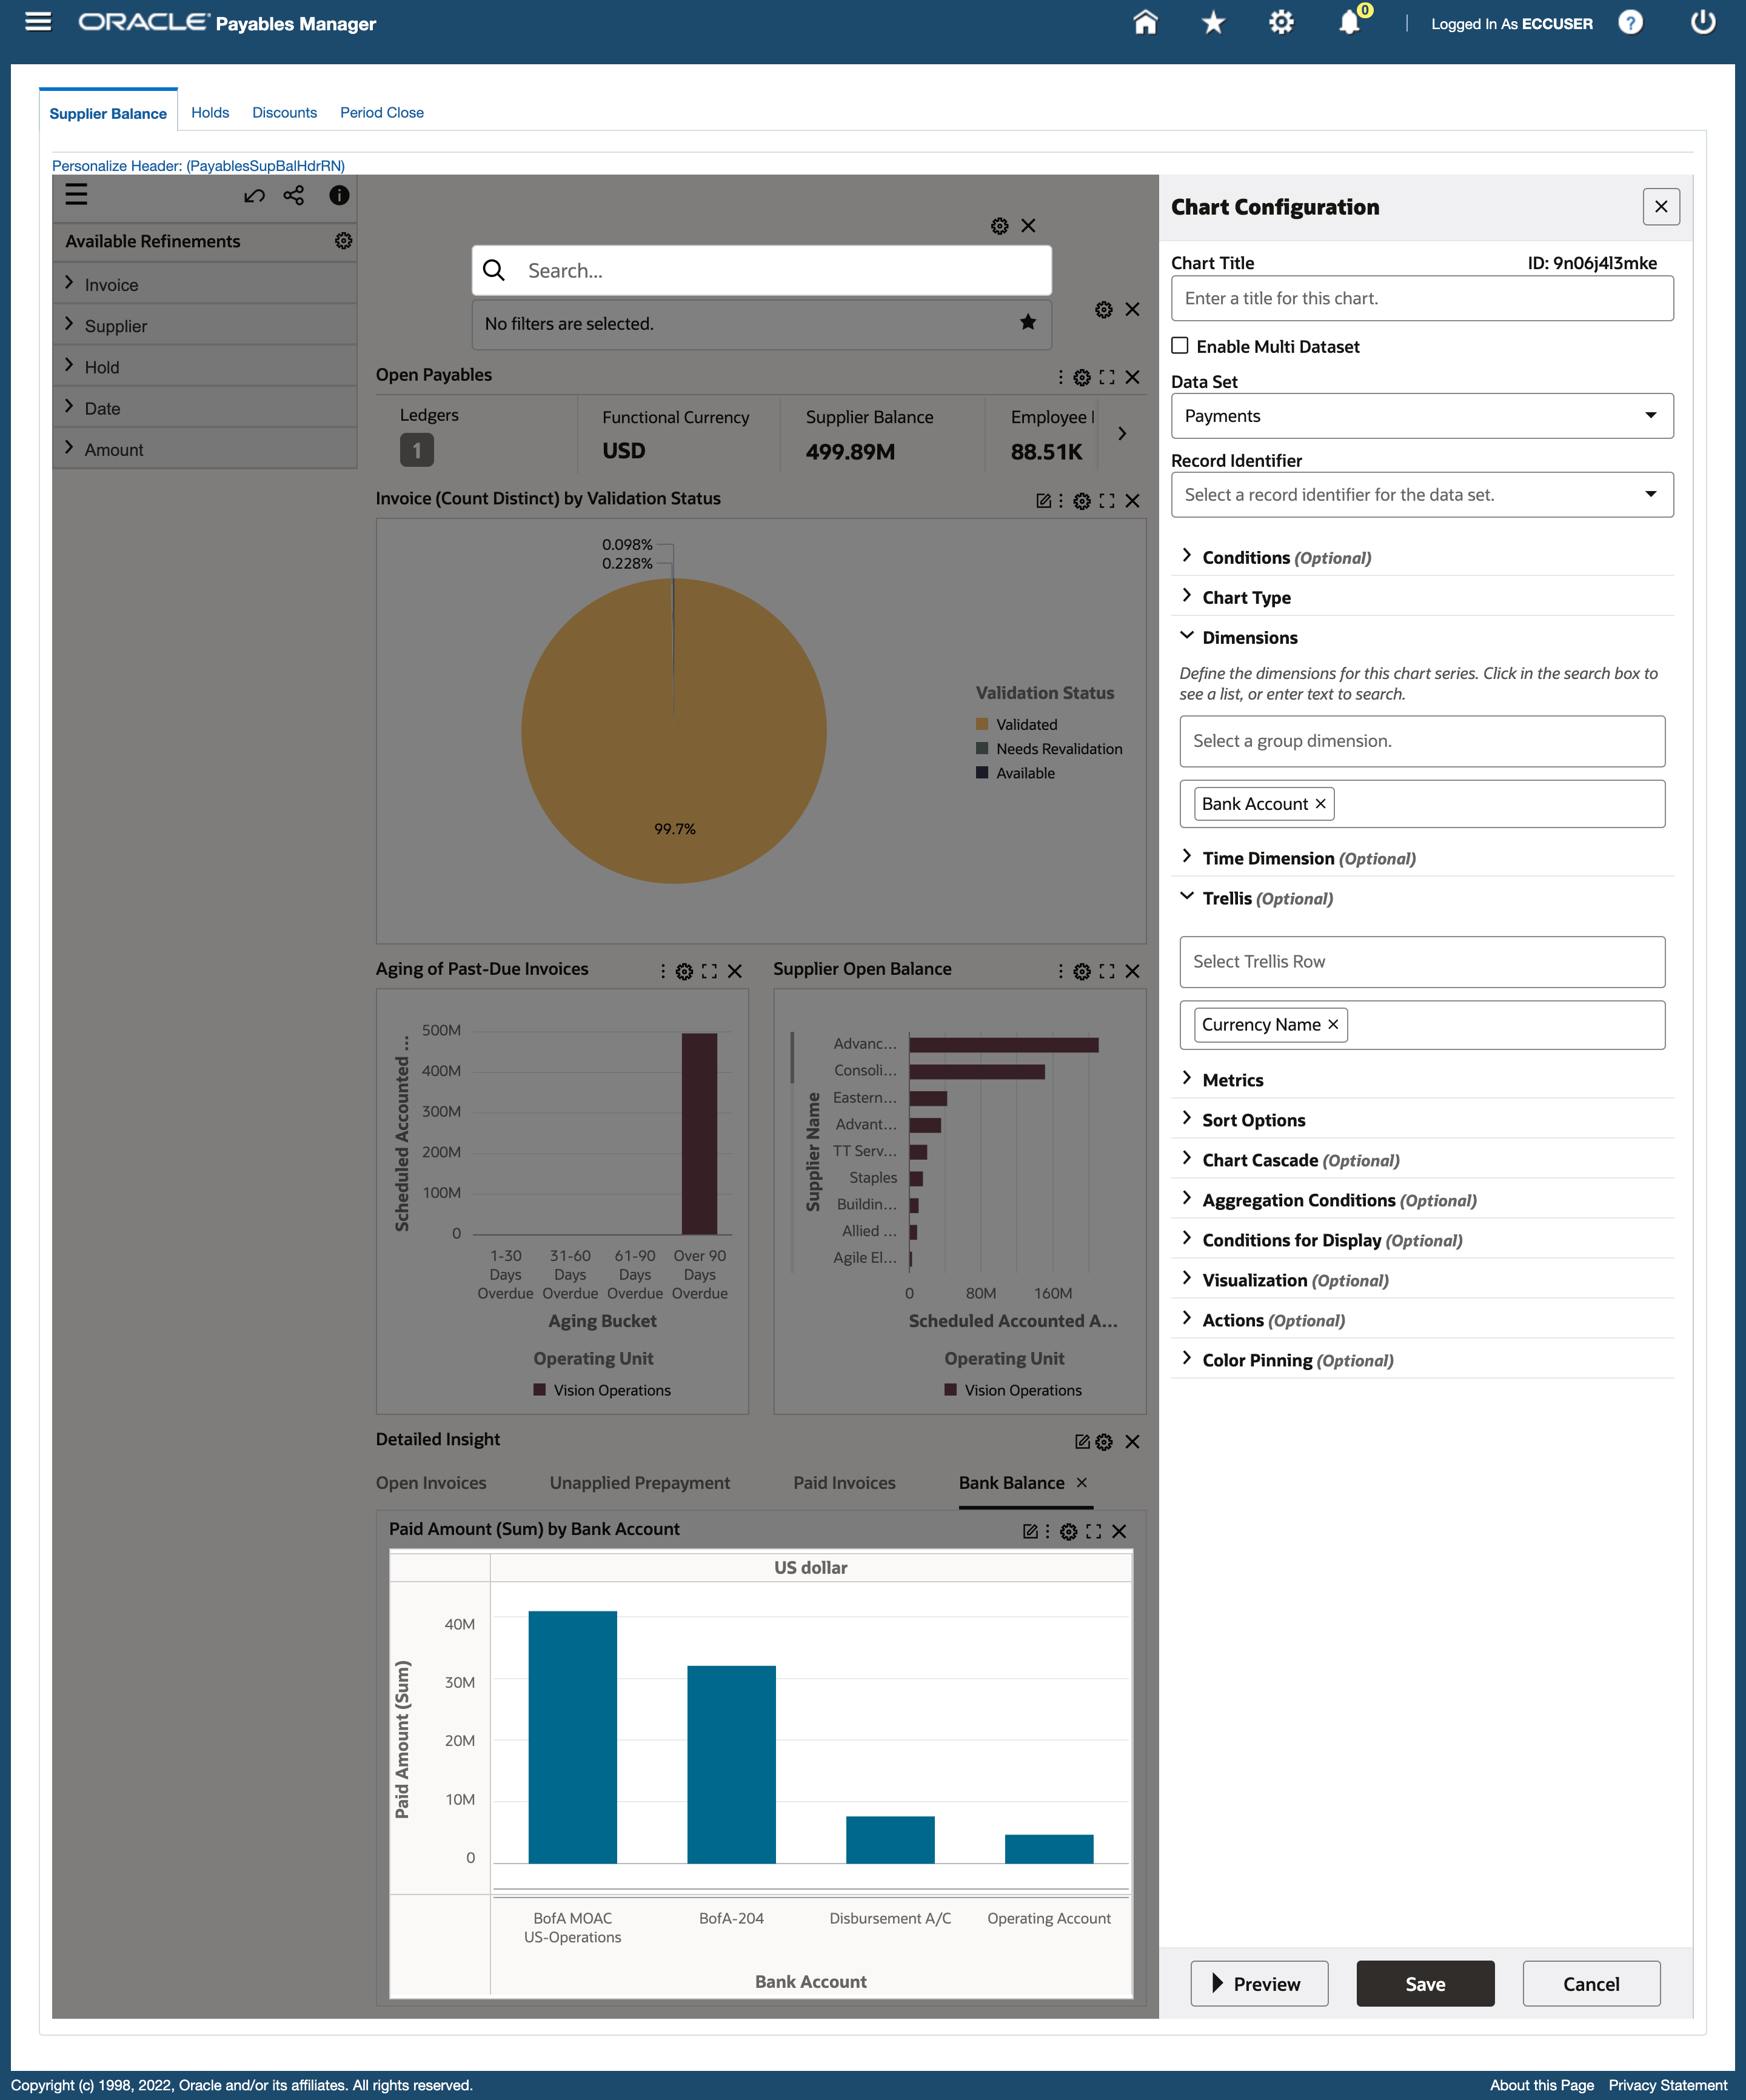 ORACLE Payables Manager
0
Logged In As ECCUSER
?
Supplier Balance
Holds
Discounts
Period Close
Personalize Header: (PayablesSupBalHdrRN)
Available Refinements
Invoice
Supplier
Hold
Date
Amount
Search...
No filters are selected.
Open Payables
Ledgers
1
Functional Currency
USD
Supplier Balance
499.89M
Employee
88.51K
Invoice (Count Distinct) by Validation Status
0.098%
0.228%
99.7%
Validation Status
Validated
Needs Revalidation
Available
Aging of Past-Due Invoices
Scheduled Accounted ...
500M
400M
300M
200M
100M
0
1-30 Days Overdue
31-60 Days Overdue
61-90 Days Overdue
Over 90 Days Overdue
Aging Bucket
Operating Unit
Vision Operations
Supplier Open Balance
Supplier Name
Advanc...
Consoli...
Eastern...
Advant...
TT Serv...
Staples
Buildin...
Allied ...
Agile El...
0
80M
160M
Scheduled Accounted A...
Operating Unit
Vision Operations
Detailed Insight
Open Invoices
Unapplied Prepayment
Paid Invoices
Bank Balance
Paid Amount (Sum) by Bank Account
US dollar
Paid Amount (Sum)
40M
30M
20M
10M
0
BofA MOAC
US-Operations
BofA-204
Disbursement A/C
Operating Account
Bank Account
Chart Configuration
Chart Title
ID: 9n06j4l3mke
Enter a title for this chart.
Enable Multi Dataset
Data Set
Payments
Record Identifier
Select a record identifier for the data set.
Conditions (Optional)
Chart Type
Dimensions
Define the dimensions for this chart series. Click in the search box to
see a list, or enter text to search.
Select a group dimension.
Bank Account
Time Dimension (Optional)
Trellis (Optional)
Select Trellis Row
Currency Name
Metrics
Sort Options
Chart Cascade (Optional)
Aggregation Conditions (Optional)
Conditions for Display (Optional)
Visualization (Optional)
Actions (Optional)
Color Pinning (Optional)
Preview
Save
Cancel
Copyright (c) 1998, 2022, Oracle and/or its affiliates. All rights reserved.
About this Page
Privacy Statement